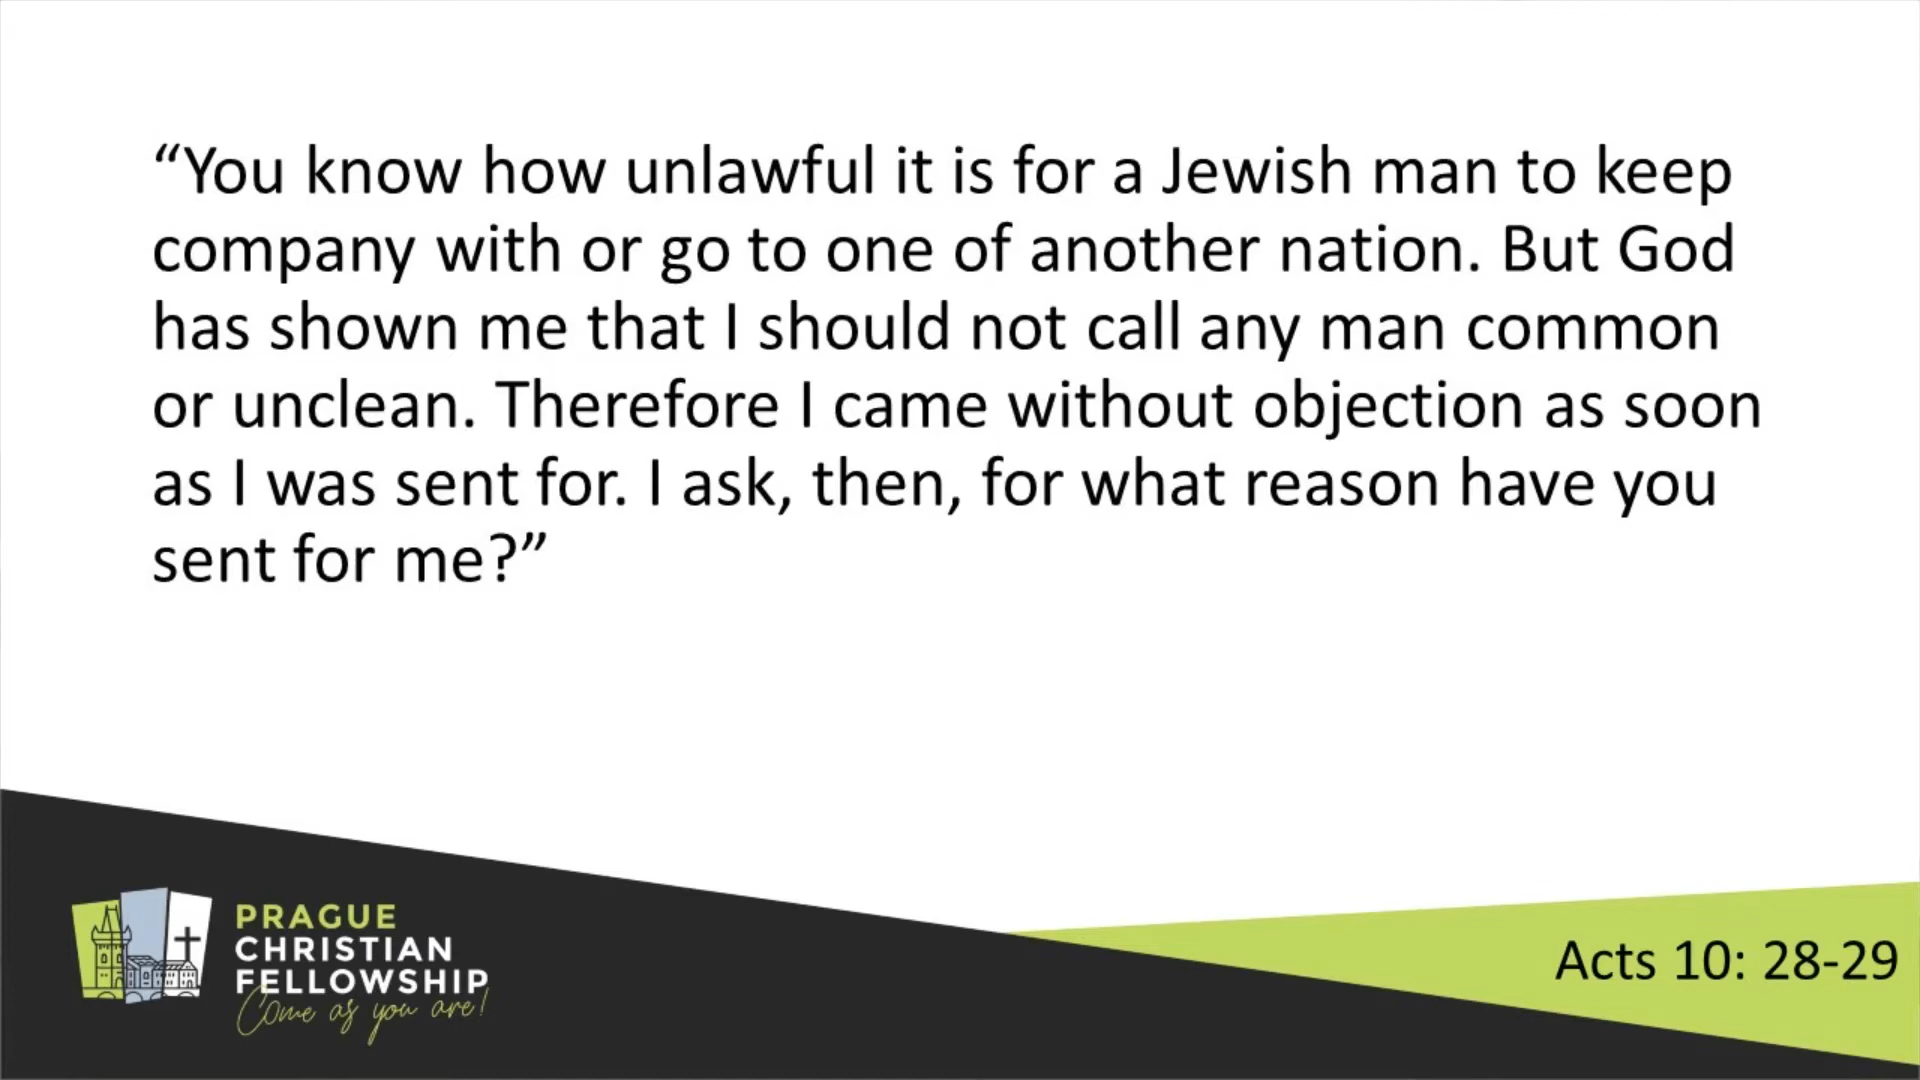 “You know how unlawful it is for a Jewish man to keep
company with or go to one of another nation. But God
has shown me that I should not call any man common
or unclean. Therefore I came without objection as soon
as I was sent for. I ask, then, for what reason have you
sent for me?”
PRAGUE
CHRISTIAN
FELLOWSHIP
Come as you are!
Acts 10: 28-29